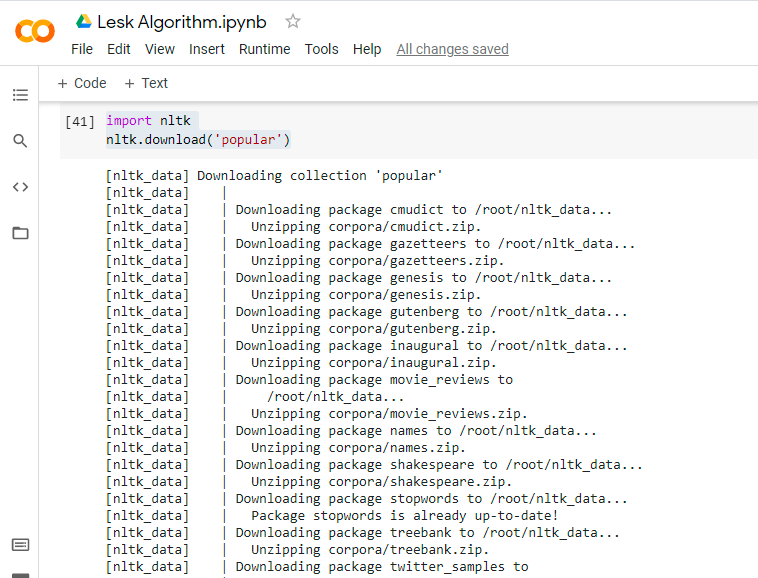 Lesk Algorithm.ipynb
File Edit View Insert Runtime Tools Help All changes saved
+ Code + Text
[41] import nltk
nltk.download('popular')
[nltk_data] Downloading collection 'popular'
[nltk_data]    |
[nltk_data]    | Downloading package cmudict to /root/nltk_data...
[nltk_data]    |   Unzipping corpora/cmudict.zip.
[nltk_data]    | Downloading package gazetteers to /root/nltk_data...
[nltk_data]    |   Unzipping corpora/gazetteers.zip.
[nltk_data]    | Downloading package genesis to /root/nltk_data...
[nltk_data]    |   Unzipping corpora/genesis.zip.
[nltk_data]    | Downloading package gutenberg to /root/nltk_data...
[nltk_data]    |   Unzipping corpora/gutenberg.zip.
[nltk_data]    | Downloading package inaugural to /root/nltk_data...
[nltk_data]    |   Unzipping corpora/inaugural.zip.
[nltk_data]    | Downloading package movie_reviews to
[nltk_data]    |     /root/nltk_data...
[nltk_data]    |   Unzipping corpora/movie_reviews.zip.
[nltk_data]    | Downloading package names to /root/nltk_data...
[nltk_data]    |   Unzipping corpora/names.zip.
[nltk_data]    | Downloading package shakespeare to /root/nltk_data...
[nltk_data]    |   Unzipping corpora/shakespeare.zip.
[nltk_data]    | Downloading package stopwords to /root/nltk_data...
[nltk_data]    |   Package stopwords is already up-to-date!
[nltk_data]    | Downloading package treebank to /root/nltk_data...
[nltk_data]    |   Unzipping corpora/treebank.zip.
[nltk_data]    | Downloading package twitter_samples to